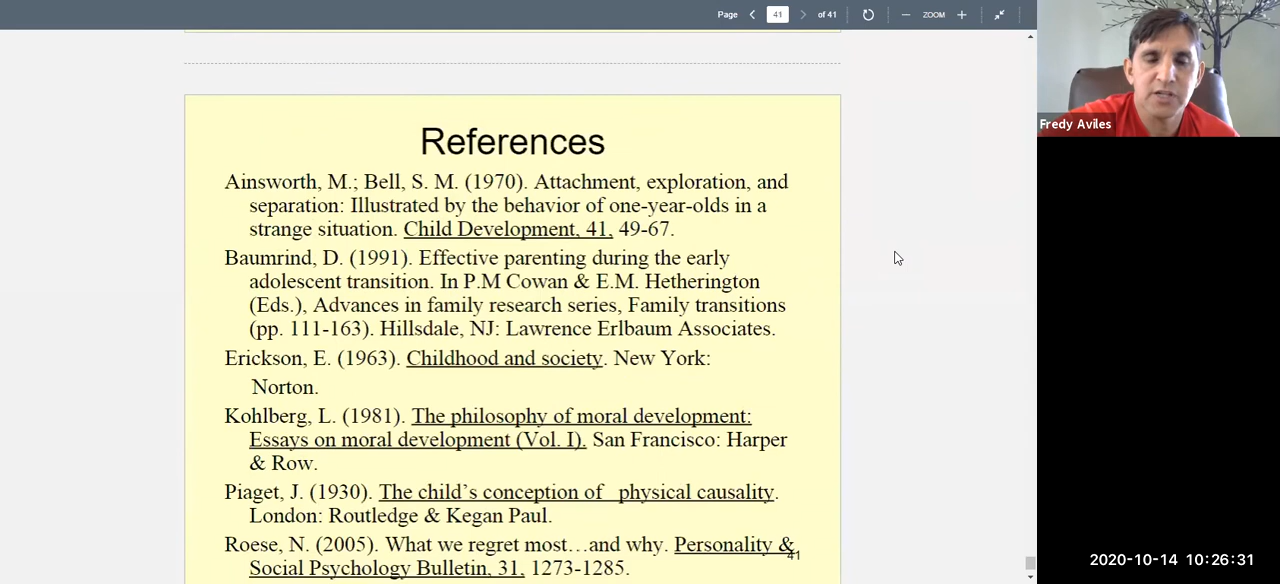 Page 41 of 41 ZOOM
Fredy Aviles
References
Ainsworth, M.; Bell, S. M. (1970). Attachment, exploration, and
separation: Illustrated by the behavior of one-year-olds in a
strange situation. Child Development, 41, 49-67.
Baumrind, D. (1991). Effective parenting during the early
adolescent transition. In P.M Cowan & E.M. Hetherington
(Eds.), Advances in family research series, Family transitions
(pp. 111-163). Hillsdale, NJ: Lawrence Erlbaum Associates.
Erickson, E. (1963). Childhood and society. New York:
Norton.
Kohlberg, L. (1981). The philosophy of moral development:
Essays on moral development (Vol. I). San Francisco: Harper
& Row.
Piaget, J. (1930). The child's conception of physical causality.
London: Routledge & Kegan Paul.
Roese, N. (2005). What we regret most…and why. Personality &
Social Psychology Bulletin, 31, 1273-1285.
41
2020-10-14 10:26:31